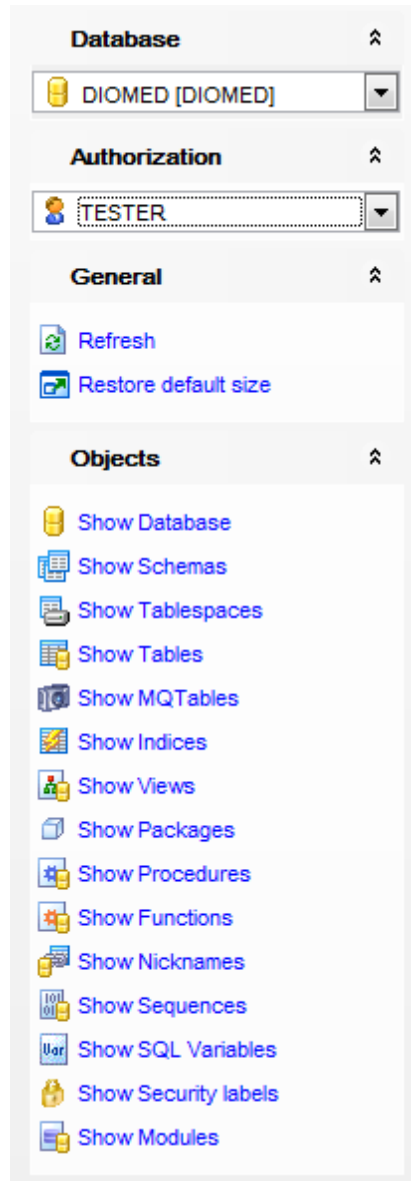 Database
DIOMED [DIOMED]
Authorization
TESTER
General
Refresh
Restore default size
Objects
Show Database
Show Schemas
Show Tablespaces
Show Tables
Show MQTables
Show Indices
Show Views
Show Packages
Show Procedures
Show Functions
Show Nicknames
Show Sequences
Var Show SQL Variables
Show Security labels
Show Modules